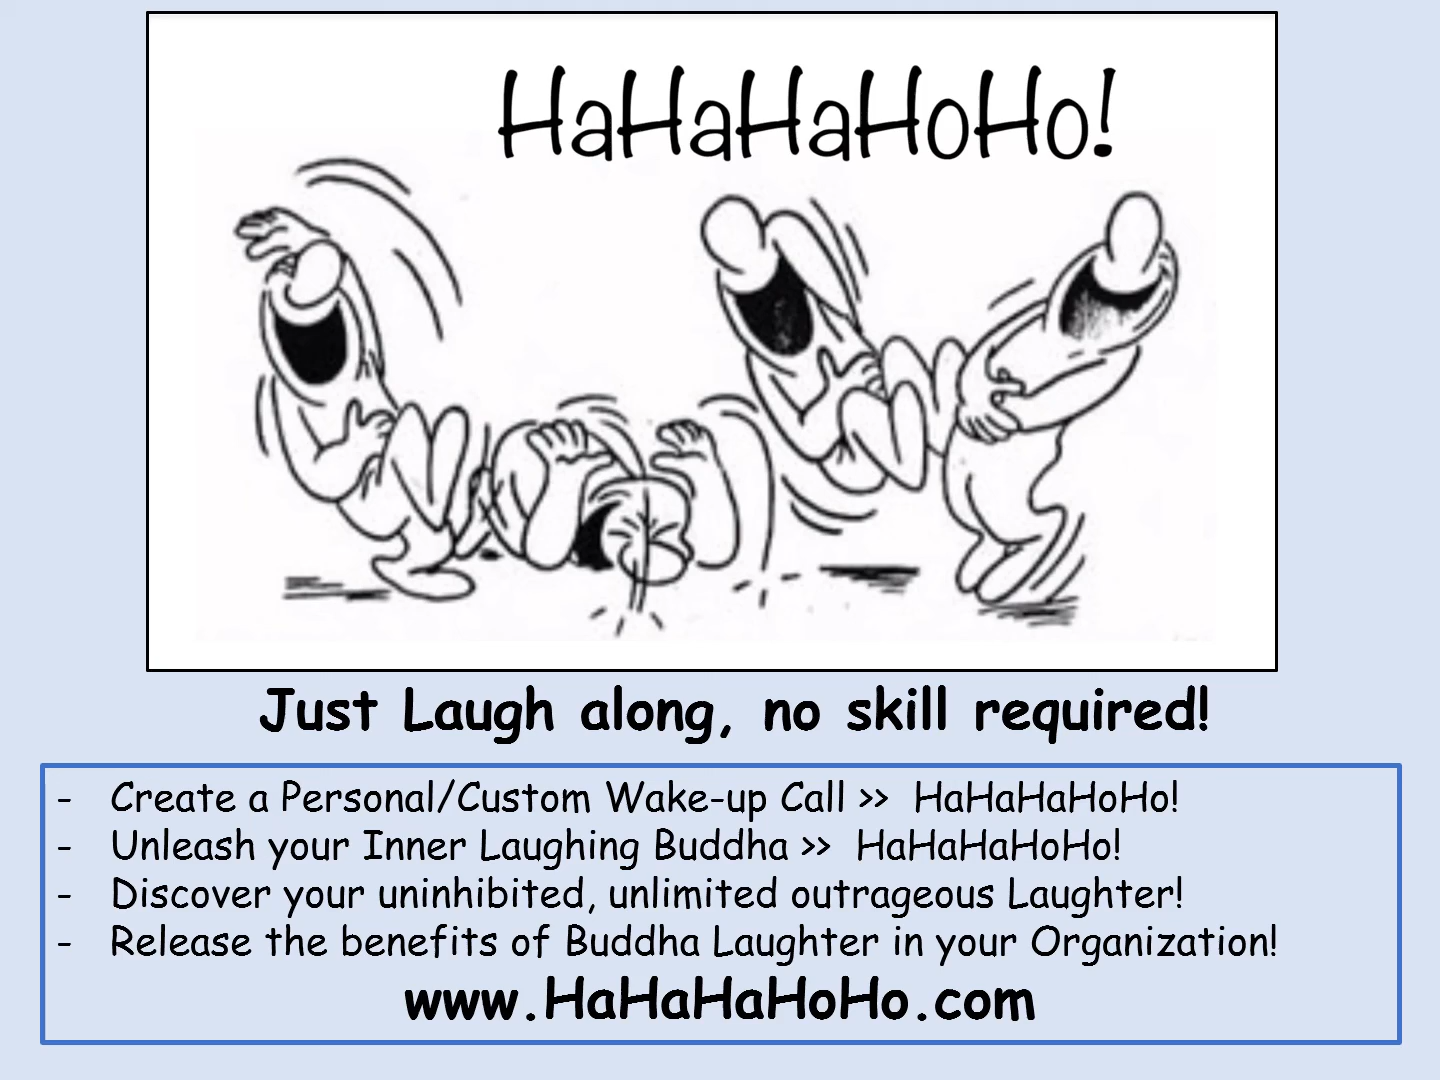 HaHaHaHoHo!
Just Laugh along, no skill required!
- Create a Personal/Custom Wake-up Call >> HaHaHaHoHo!
- Unleash your Inner Laughing Buddha >> HaHaHaHoHo!
- Discover your uninhibited, unlimited outrageous Laughter!
- Release the benefits of Buddha Laughter in your Organization!
www.HaHaHaHoHo.com